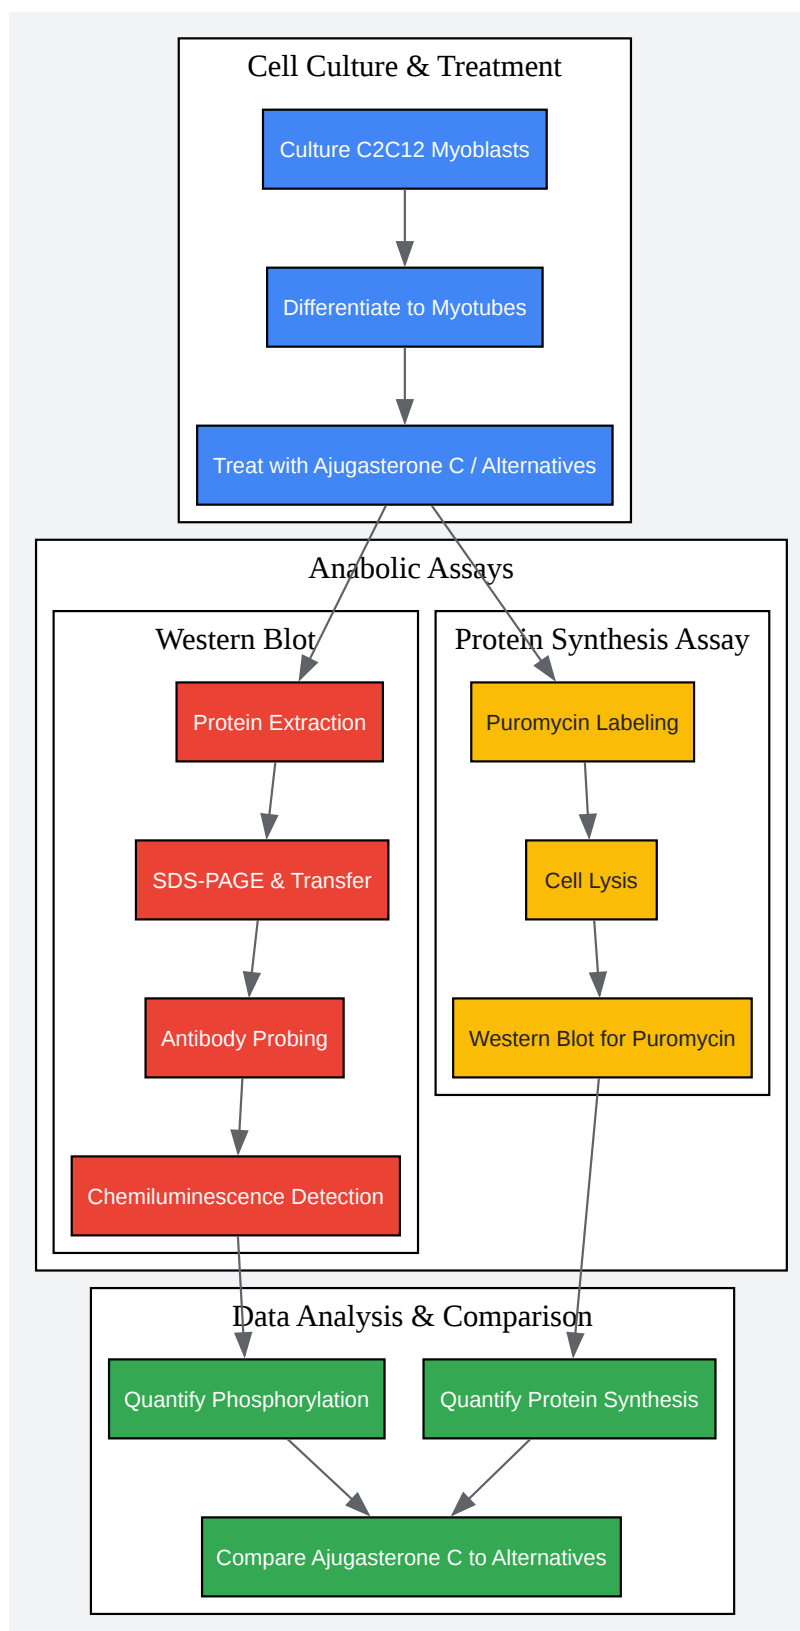 Cell Culture & Treatment
Culture C2C12 Myoblasts
Differentiate to Myotubes
Treat with Ajugasterone C / Alternatives
Anabolic Assays
Western Blot
Protein Extraction
SDS-PAGE & Transfer
Antibody Probing
Chemiluminescence Detection
Protein Synthesis Assay
Puromycin Labeling
Cell Lysis
Western Blot for Puromycin
Data Analysis & Comparison
Quantify Phosphorylation
Quantify Protein Synthesis
Compare Ajugasterone C to Alternatives